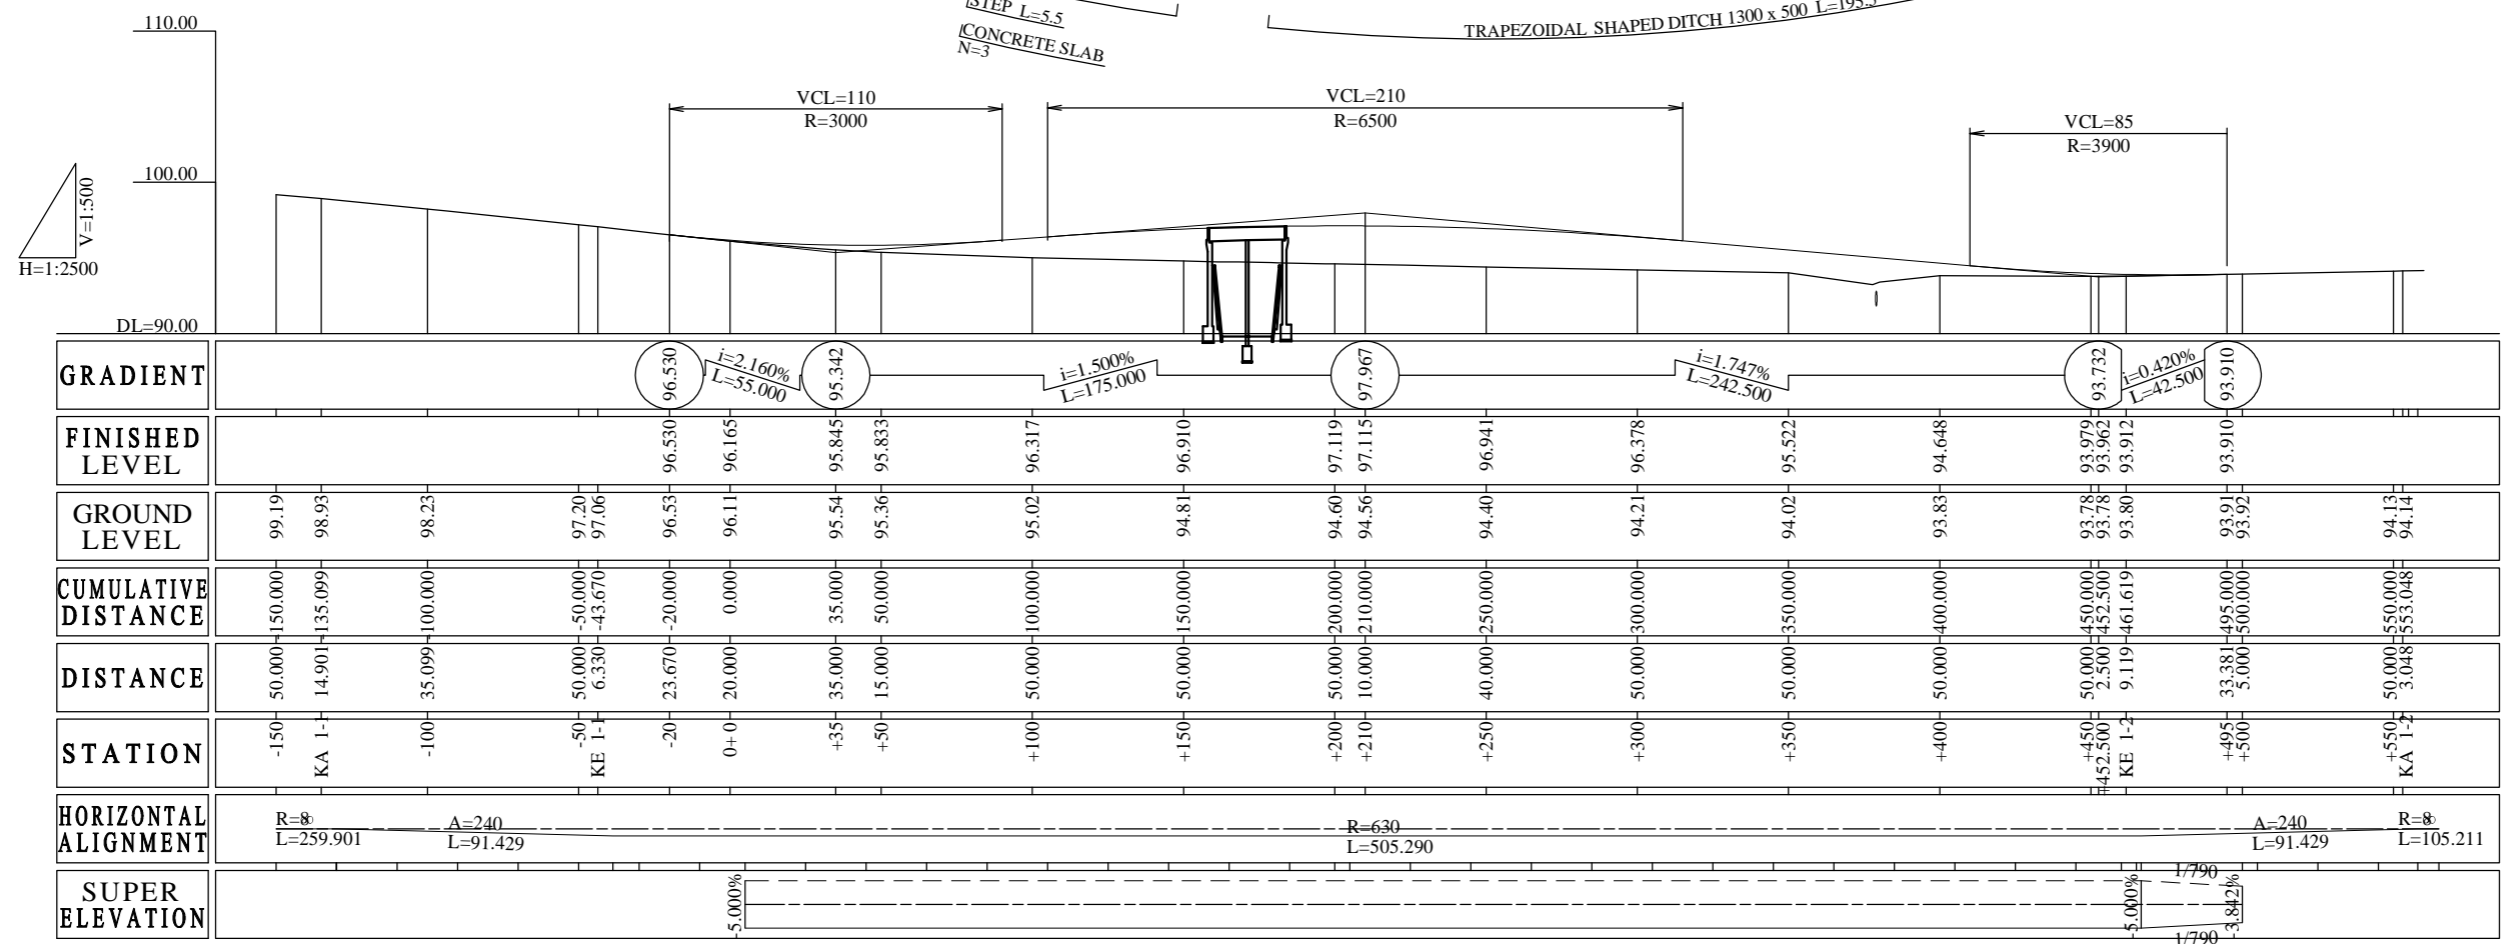 STEP L=5.5
CONCRETE SLAB
N=3
TRAPEZOIDAL SHAPED DITCH 1300 x 500 L=195.5
110.00
100.00
DL=90.00
V=1:500
H=1:2500
VCL=110
R=3000
VCL=210
R=6500
VCL=85
R=3900
GRADIENT
96.530
i=2.160%
L=55.000
95.342
i=1.500%
L=175.000
97.967
i=1.747%
L=242.500
93.732
i=0.420%
L=42.500
93.910
FINISHED
LEVEL
96.530
96.165
95.845
95.833
96.317
96.910
97.119
97.115
96.941
96.378
95.522
94.648
93.979
93.962
93.912
93.910
GROUND
LEVEL
99.19
98.93
98.23
97.20
97.06
96.53
96.11
95.54
95.36
95.02
94.81
94.60
94.56
94.40
94.21
94.02
93.83
93.78
93.78
93.80
93.91
93.92
94.13
94.14
CUMULATIVE
DISTANCE
-150.000
-135.099
-100.000
-50.000
-43.670
-20.000
0.000
35.000
50.000
100.000
150.000
200.000
210.000
250.000
300.000
350.000
400.000
450.000
452.500
461.619
495.000
500.000
550.000
553.048
DISTANCE
50.000
14.901
35.099
50.000
6.330
23.670
20.000
35.000
15.000
50.000
50.000
50.000
10.000
40.000
50.000
50.000
50.000
50.000
2.500
9.119
33.381
5.000
50.000
3.048
STATION
-150
KA 1-1
-100
-50
KE 1-1
-20
0+ 0
+35
+50
+100
+150
+200
+210
+250
+300
+350
+400
+450
+452.500
KE 1-2
+495
+500
+550
KA 1-2
HORIZONTAL
ALIGNMENT
R=∞
L=259.901
A=240
L=91.429
R=630
L=505.290
A=240
L=91.429
R=∞
L=105.211
SUPER
ELEVATION
-5.000%
-5.000%
1/790
-3.842%
1/790